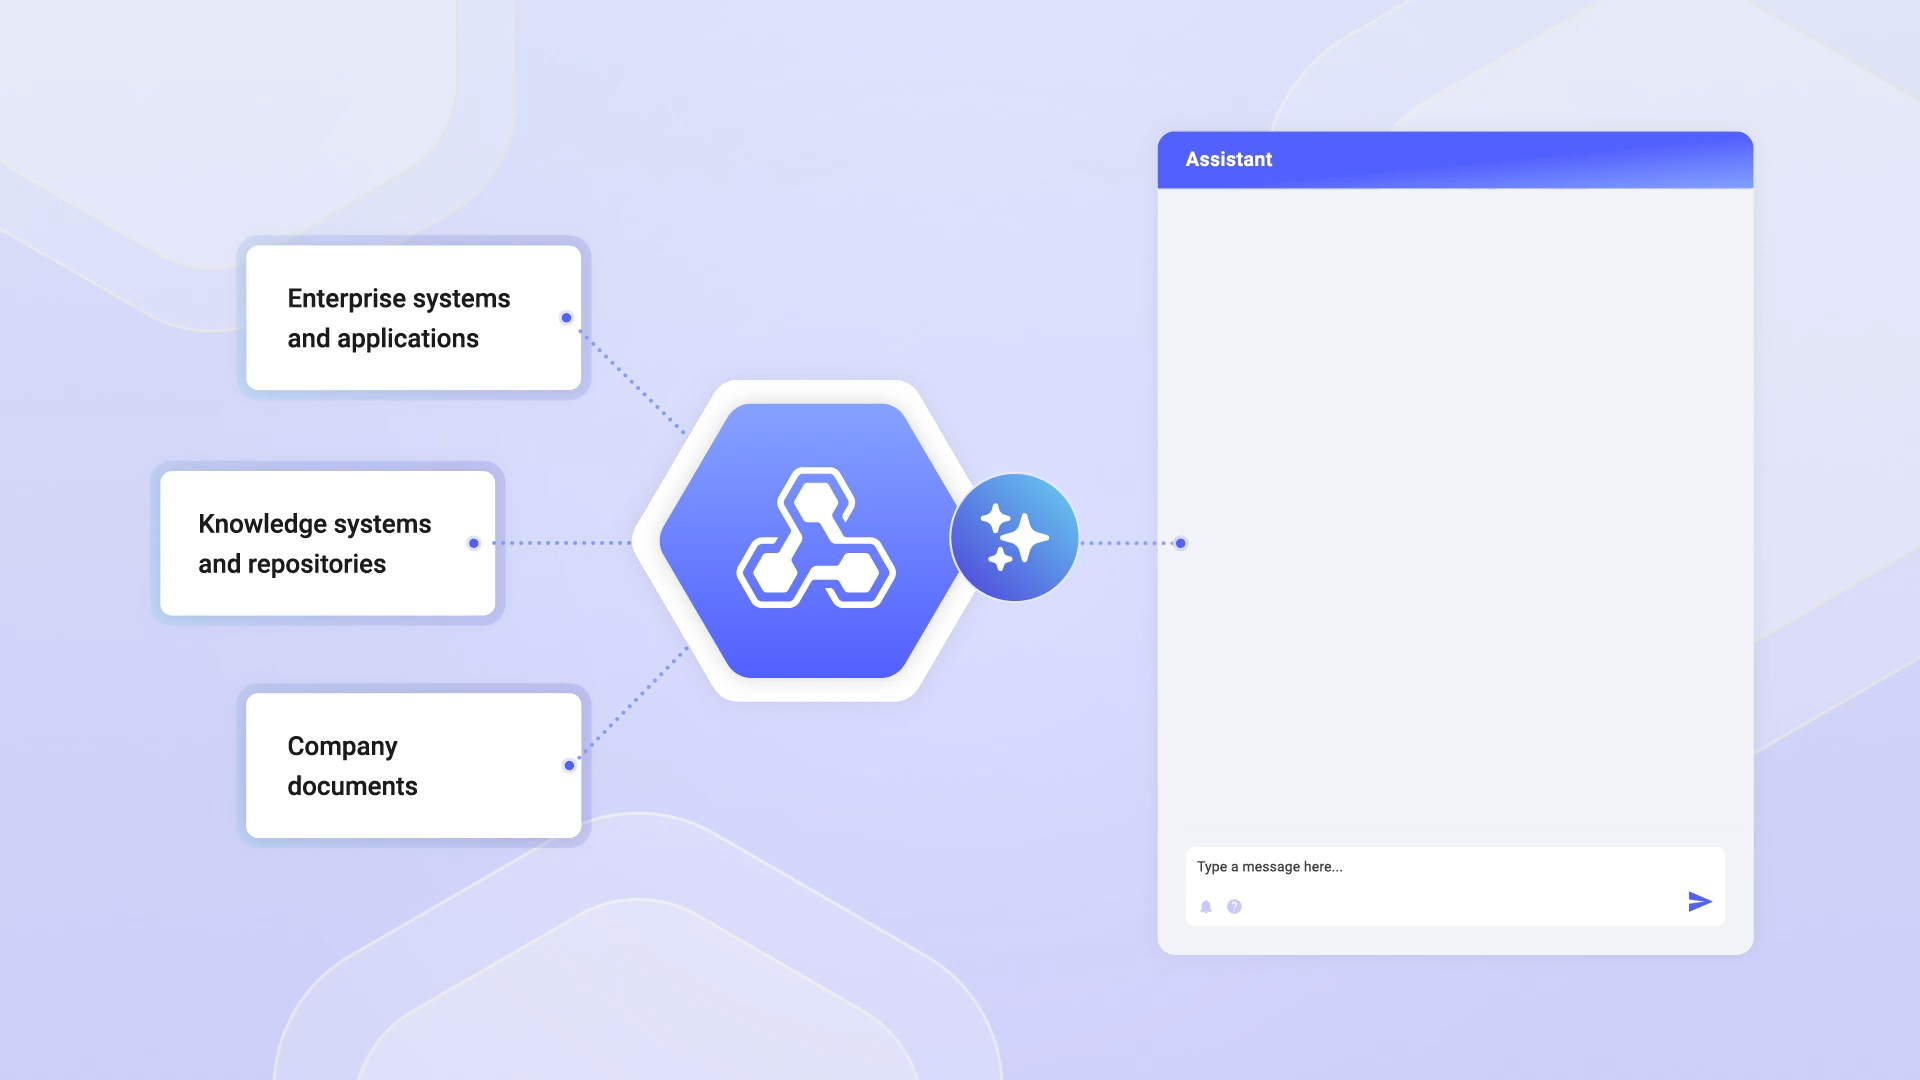 Enterprise systems
and applications
Knowledge systems
and repositories
Company
documents
Assistant
Type a message here...